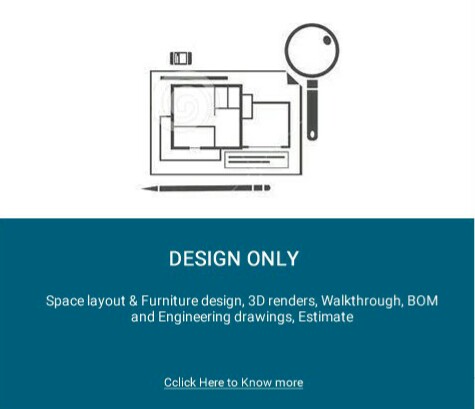 DESIGN ONLY
Space layout & Furniture design, 3D renders, Walkthrough, BOM
and Engineering drawings, Estimate
Cclick Here to Know more